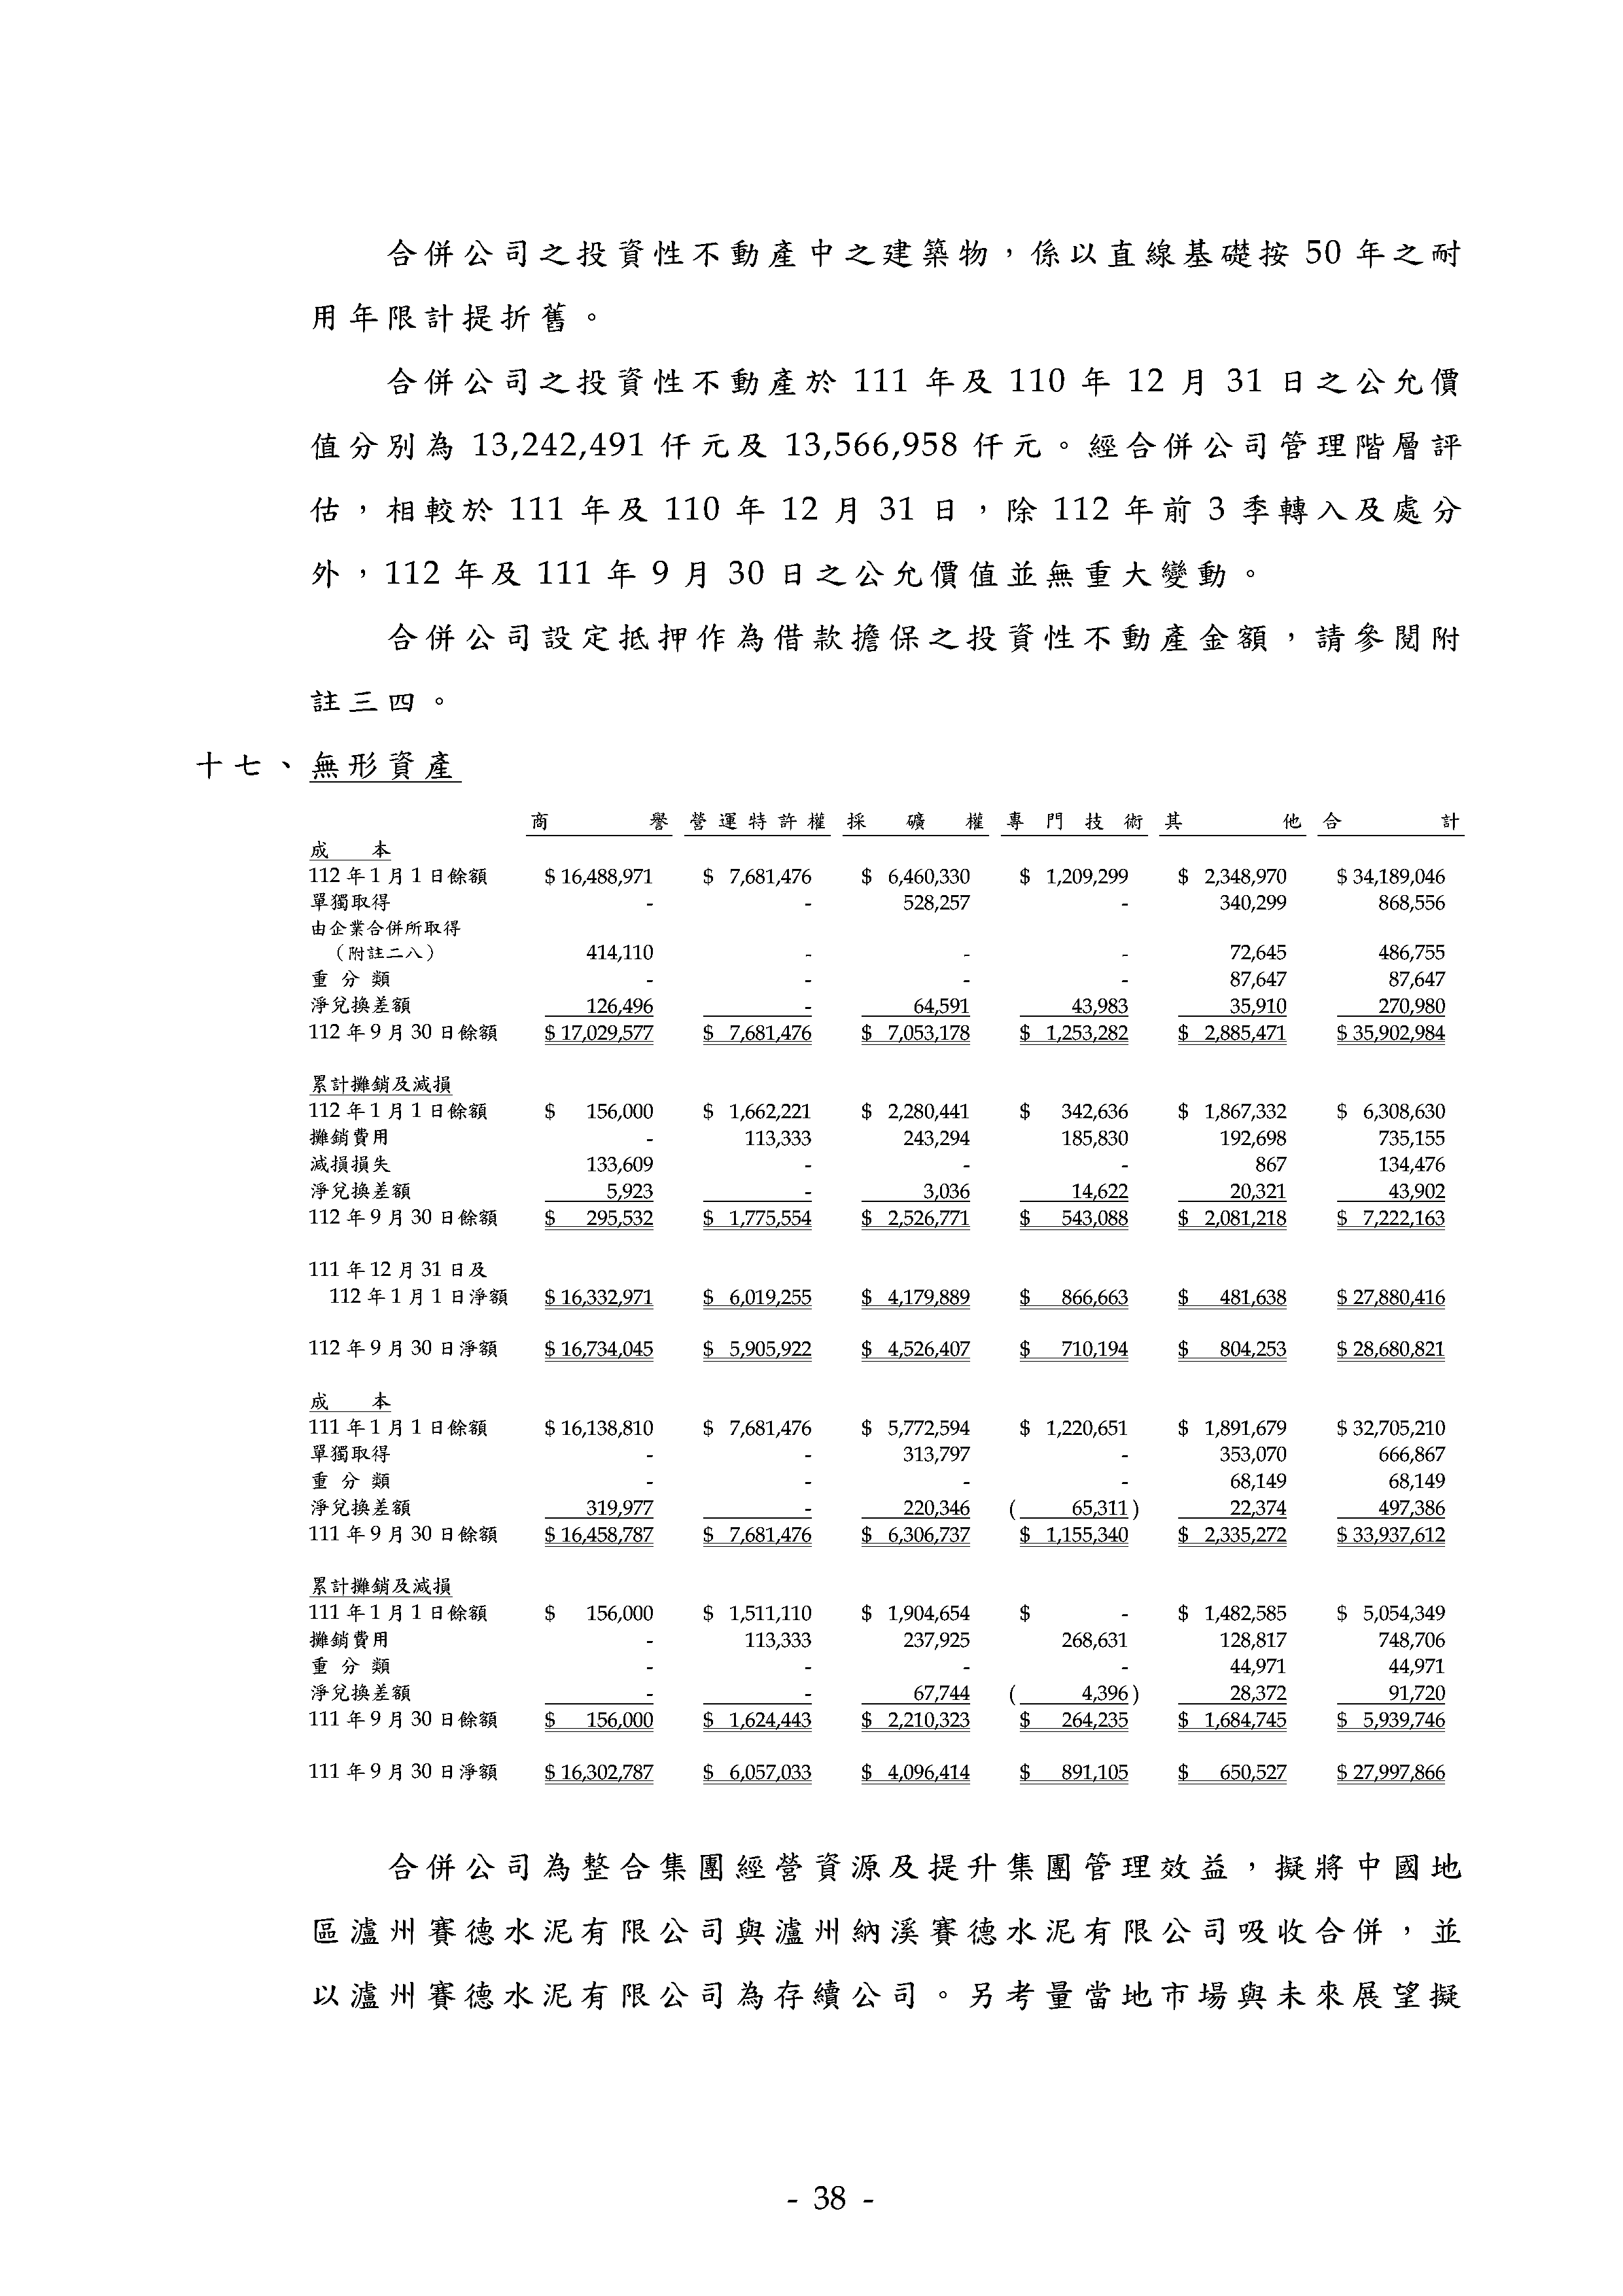 合併公司之投資性不動產中之建築物，係以直線基礎按 50 年之耐
用年限計提折舊。
合併公司之投資性不動產於 111 年及 110 年 12 月 31 日之公允價
值分別為 13,242,491 仟元及 13,566,958 仟元。經合併公司管理階層評
估，相較於 111 年及 110 年 12 月 31 日，除 112 年前 3 季轉入及處分
外，112 年及 111 年 9 月 30 日之公允價值並無重大變動。
合併公司設定抵押作為借款擔保之投資性不動產金額，請參閱附
註三四。
十七、無形資產
商譽 營運特許權 採礦權 專門技術 其他 合計
成本
112 年 1 月 1 日餘額 $ 16,488,971 $ 7,681,476 $ 6,460,330 $ 1,209,299 $ 2,348,970 $ 34,189,046
單獨取得 - - 528,257 - 340,299 868,556
由企業合併所取得
（附註二八） 414,110 - - - 72,645 486,755
重分類 - - - - 87,647 87,647
淨兌換差額 126,496 - 64,591 43,983 35,910 270,980
112 年 9 月 30 日餘額 $ 17,029,577 $ 7,681,476 $ 7,053,178 $ 1,253,282 $ 2,885,471 $ 35,902,984
累計攤銷及減損
112 年 1 月 1 日餘額 $ 156,000 $ 1,662,221 $ 2,280,441 $ 342,636 $ 1,867,332 $ 6,308,630
攤銷費用 - 113,333 243,294 185,830 192,698 735,155
減損損失 133,609 - - - 867 134,476
淨兌換差額 5,923 - 3,036 14,622 20,321 43,902
112 年 9 月 30 日餘額 $ 295,532 $ 1,775,554 $ 2,526,771 $ 543,088 $ 2,081,218 $ 7,222,163
111 年 12 月 31 日及
112 年 1 月 1 日淨額 $ 16,332,971 $ 6,019,255 $ 4,179,889 $ 866,663 $ 481,638 $ 27,880,416
112 年 9 月 30 日淨額 $ 16,734,045 $ 5,905,922 $ 4,526,407 $ 710,194 $ 804,253 $ 28,680,821
成本
111 年 1 月 1 日餘額 $ 16,138,810 $ 7,681,476 $ 5,772,594 $ 1,220,651 $ 1,891,679 $ 32,705,210
單獨取得 - - 313,797 - 353,070 666,867
重分類 - - - - 68,149 68,149
淨兌換差額 319,977 - 220,346 ( 65,311 ) 22,374 497,386
111 年 9 月 30 日餘額 $ 16,458,787 $ 7,681,476 $ 6,306,737 $ 1,155,340 $ 2,335,272 $ 33,937,612
累計攤銷及減損
111 年 1 月 1 日餘額 $ 156,000 $ 1,511,110 $ 1,904,654 $ - $ 1,482,585 $ 5,054,349
攤銷費用 - 113,333 237,925 268,631 128,817 748,706
重分類 - - - - 44,971 44,971
淨兌換差額 - - 67,744 ( 4,396 ) 28,372 91,720
111 年 9 月 30 日餘額 $ 156,000 $ 1,624,443 $ 2,210,323 $ 264,235 $ 1,684,745 $ 5,939,746
111 年 9 月 30 日淨額 $ 16,302,787 $ 6,057,033 $ 4,096,414 $ 891,105 $ 650,527 $ 27,997,866
合併公司為整合集團經營資源及提升集團管理效益，擬將中國地
區瀘州賽德水泥有限公司與瀘州納溪賽德水泥有限公司吸收合併，並
以瀘州賽德水泥有限公司為存續公司。另考量當地市場與未來展望擬
- 38 -